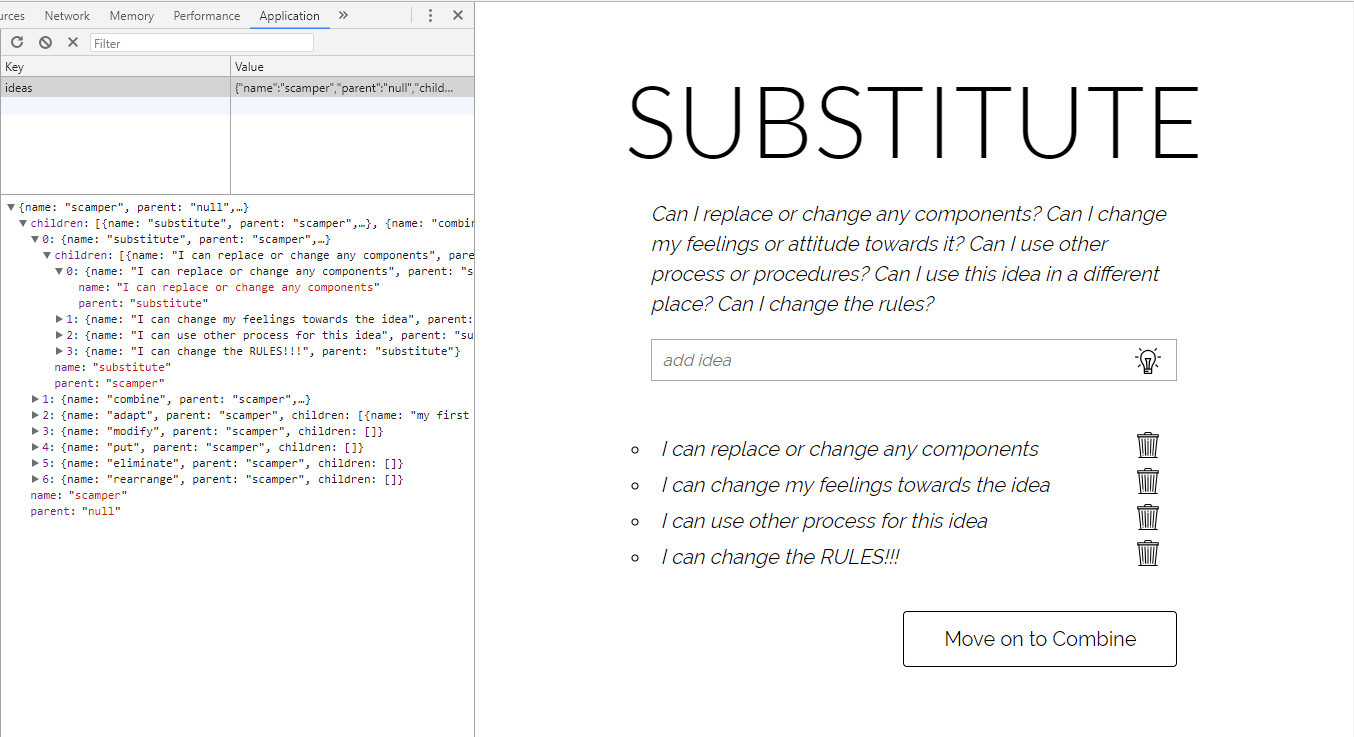 urces Network Memory Performance Application
Filter
Key Value
ideas {"name":"scamper","parent":"null","child...
{name: "scamper", parent: "null",…}
children: [{name: "substitute", parent: "scamper",…}, {name: "combin
0: {name: "substitute", parent: "scamper",…}
children: [{name: "I can replace or change any components", pare
0: {name: "I can replace or change any components", parent: "s
name: "I can replace or change any components"
parent: "substitute"
1: {name: "I can change my feelings towards the idea", parent:
2: {name: "I can use other process for this idea", parent: "su
3: {name: "I can change the RULES!!!", parent: "substitute"}
name: "substitute"
parent: "scamper"
1: {name: "combine", parent: "scamper",…}
2: {name: "adapt", parent: "scamper", children: [{name: "my first
3: {name: "modify", parent: "scamper", children: []}
4: {name: "put", parent: "scamper", children: []}
5: {name: "eliminate", parent: "scamper", children: []}
6: {name: "rearrange", parent: "scamper", children: []}
name: "scamper"
parent: "null"
SUBSTITUTE
Can I replace or change any components? Can I change
my feelings or attitude towards it? Can I use other
process or procedures? Can I use this idea in a different
place? Can I change the rules?
add idea
I can replace or change any components
I can change my feelings towards the idea
I can use other process for this idea
I can change the RULES!!!
Move on to Combine